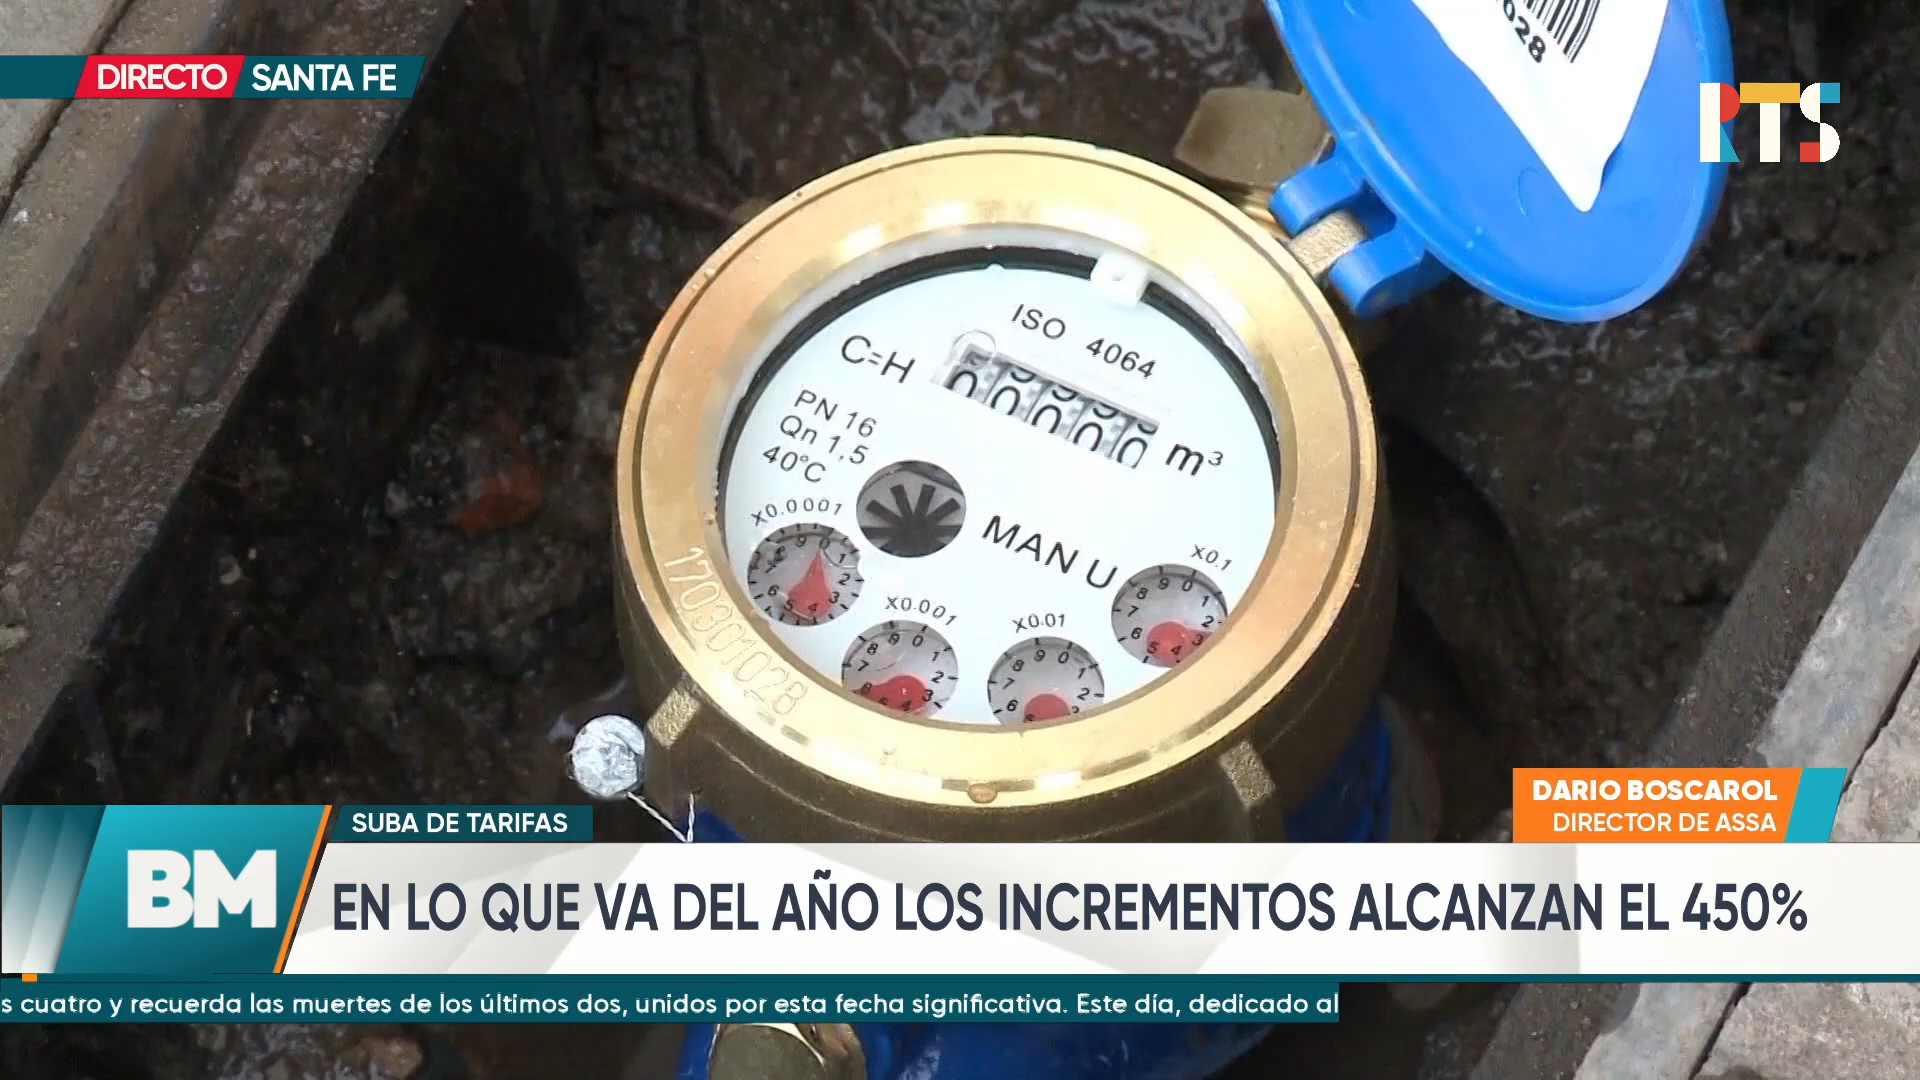 DIRECTO SANTA FE
028
RTS
ISO 4064
C=H
00000 m³
PN 16
Qn 1,5
40°C
X0.0001
MAN U
X0.1
X0.001
X0.01
170301028
DARIO BOSCAROL
DIRECTOR DE ASSA
SUBA DE TARIFAS
BM
EN LO QUE VA DEL AÑO LOS INCREMENTOS ALCANZAN EL 450%
s cuatro y recuerda las muertes de los últimos dos, unidos por esta fecha significativa. Este día, dedicado al